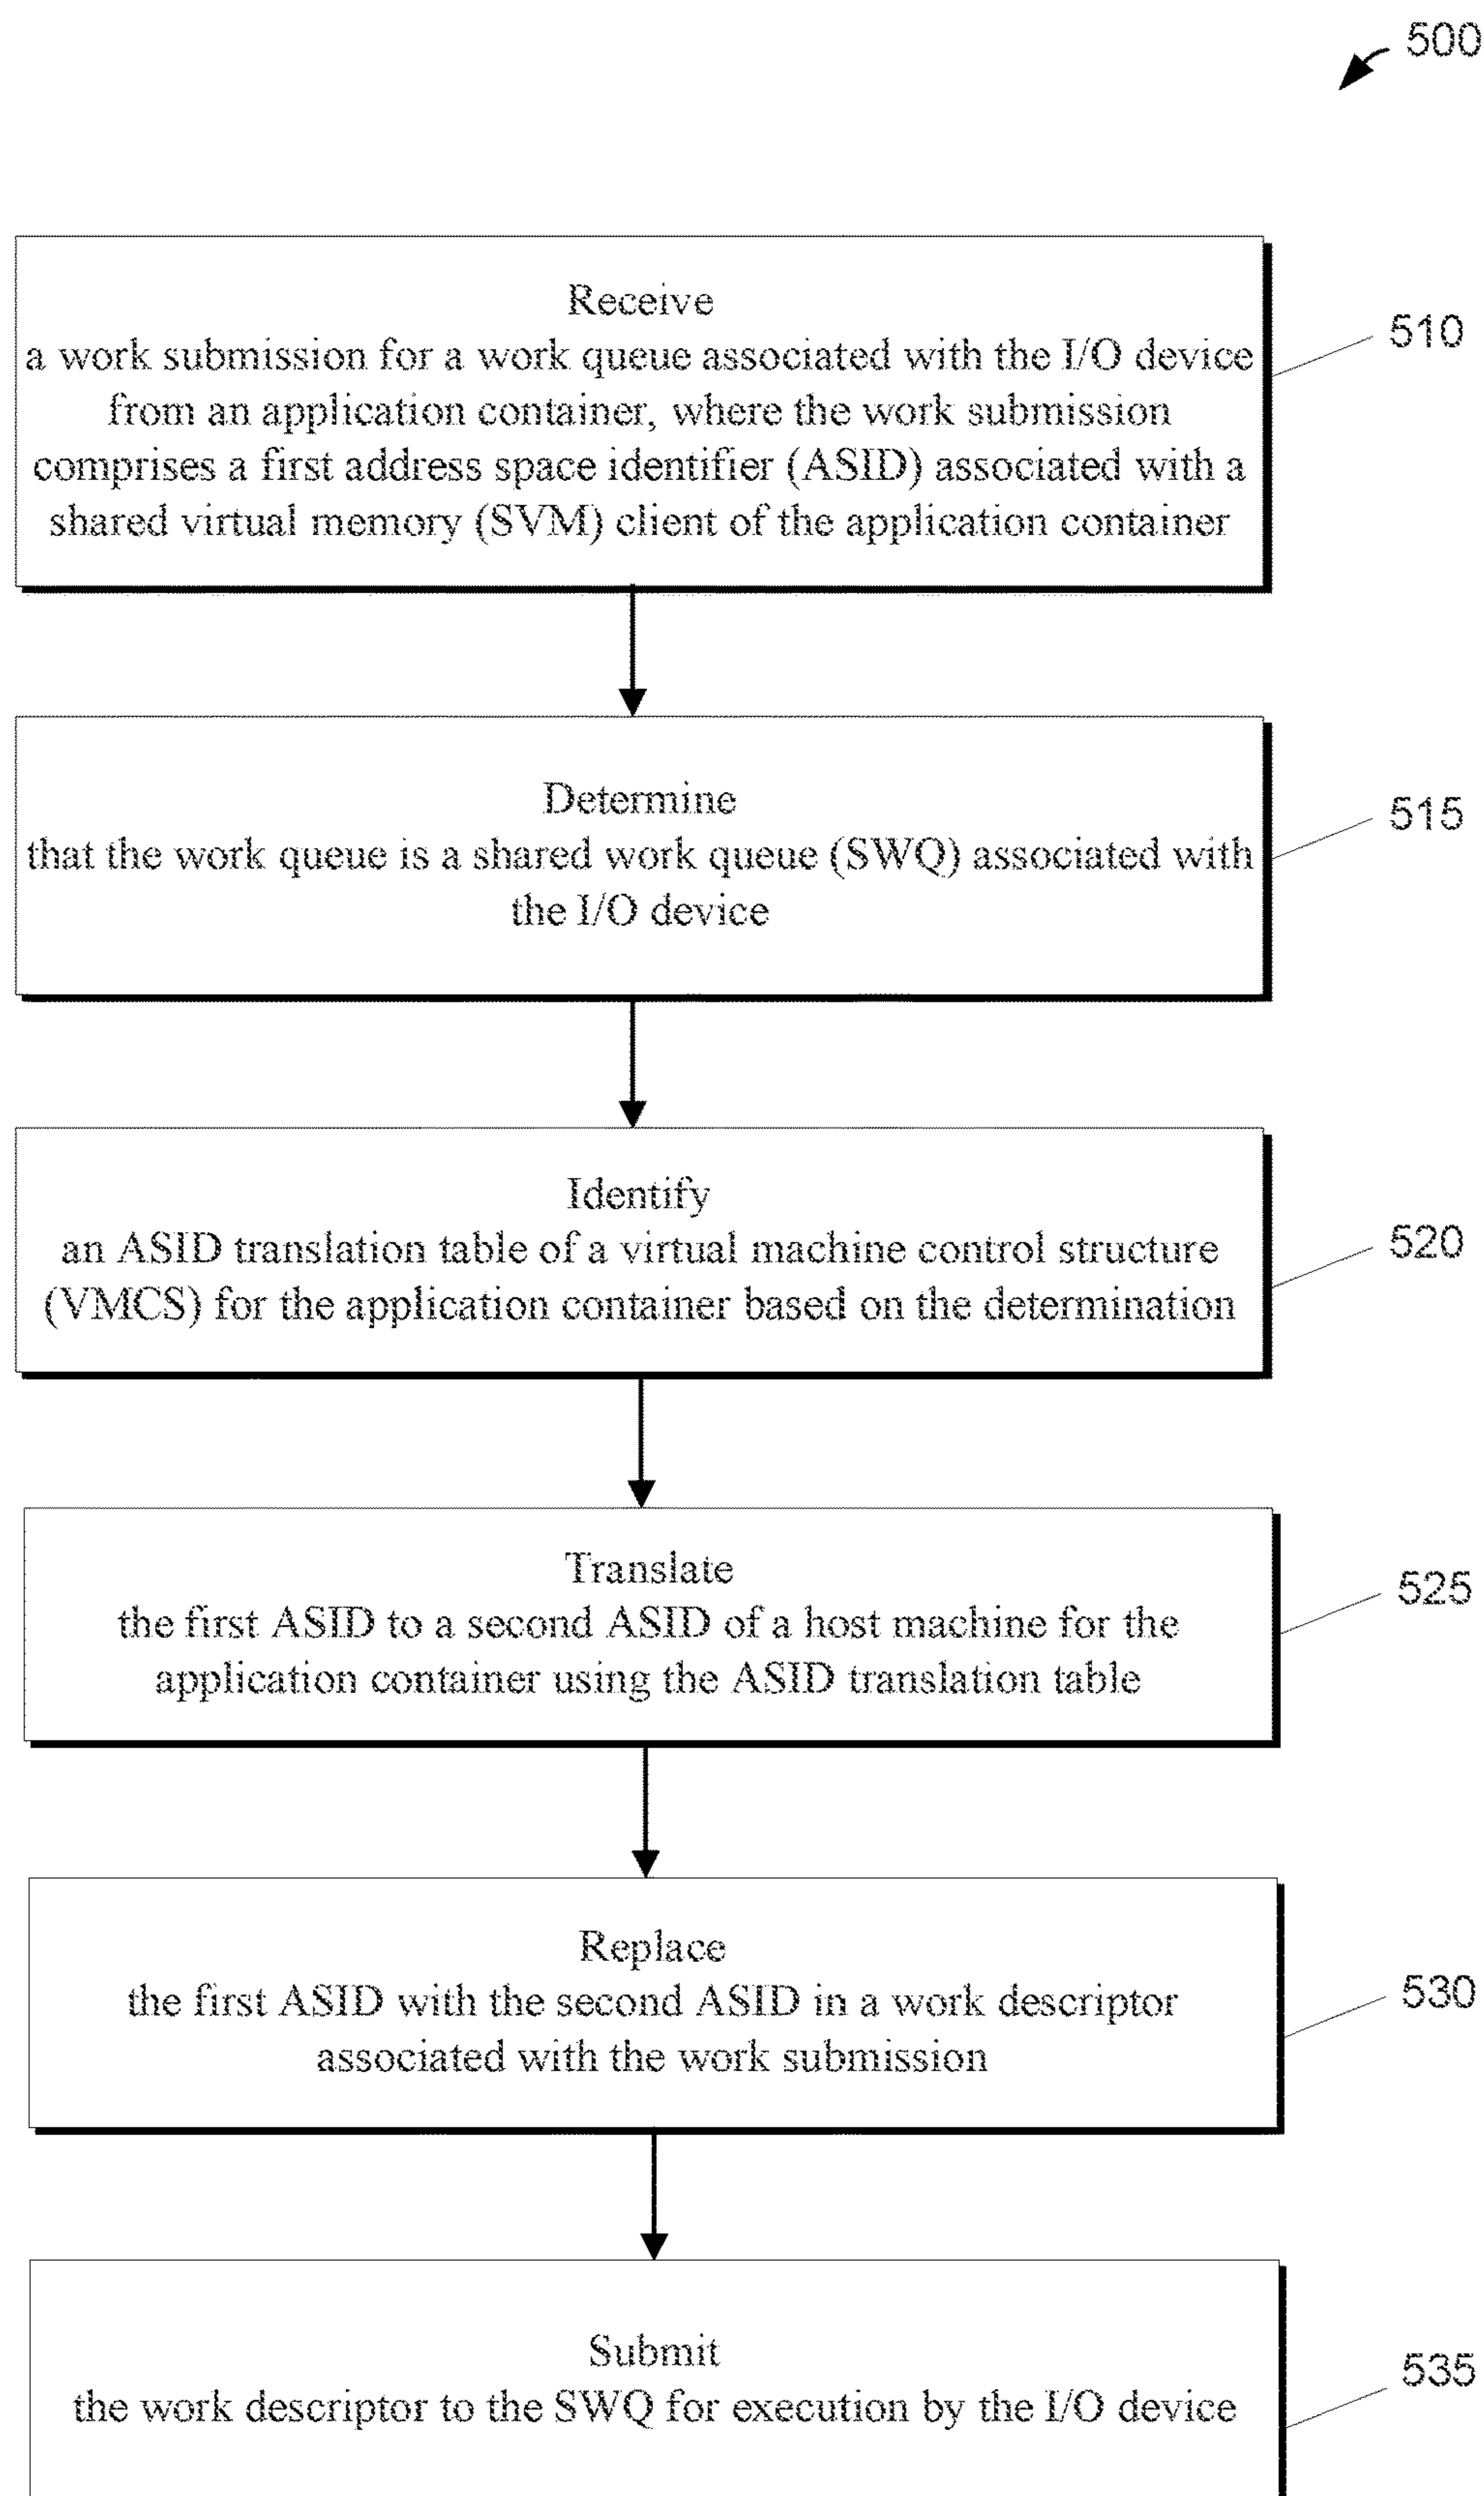 500
Receive
a work submission for a work queue associated with the I/O device
from an application container, where the work submission
comprises a first address space identifier (ASID) associated with a
shared virtual memory (SVM) client of the application container
510
Determine
that the work queue is a shared work queue (SWQ) associated with
the I/O device
515
Identify
an ASID translation table of a virtual machine control structure
(VMCS) for the application container based on the determination
520
Translate
the first ASID to a second ASID of a host machine for the
application container using the ASID translation table
525
Replace
the first ASID with the second ASID in a work descriptor
associated with the work submission
530
Submit
the work descriptor to the SWQ for execution by the I/O device
535